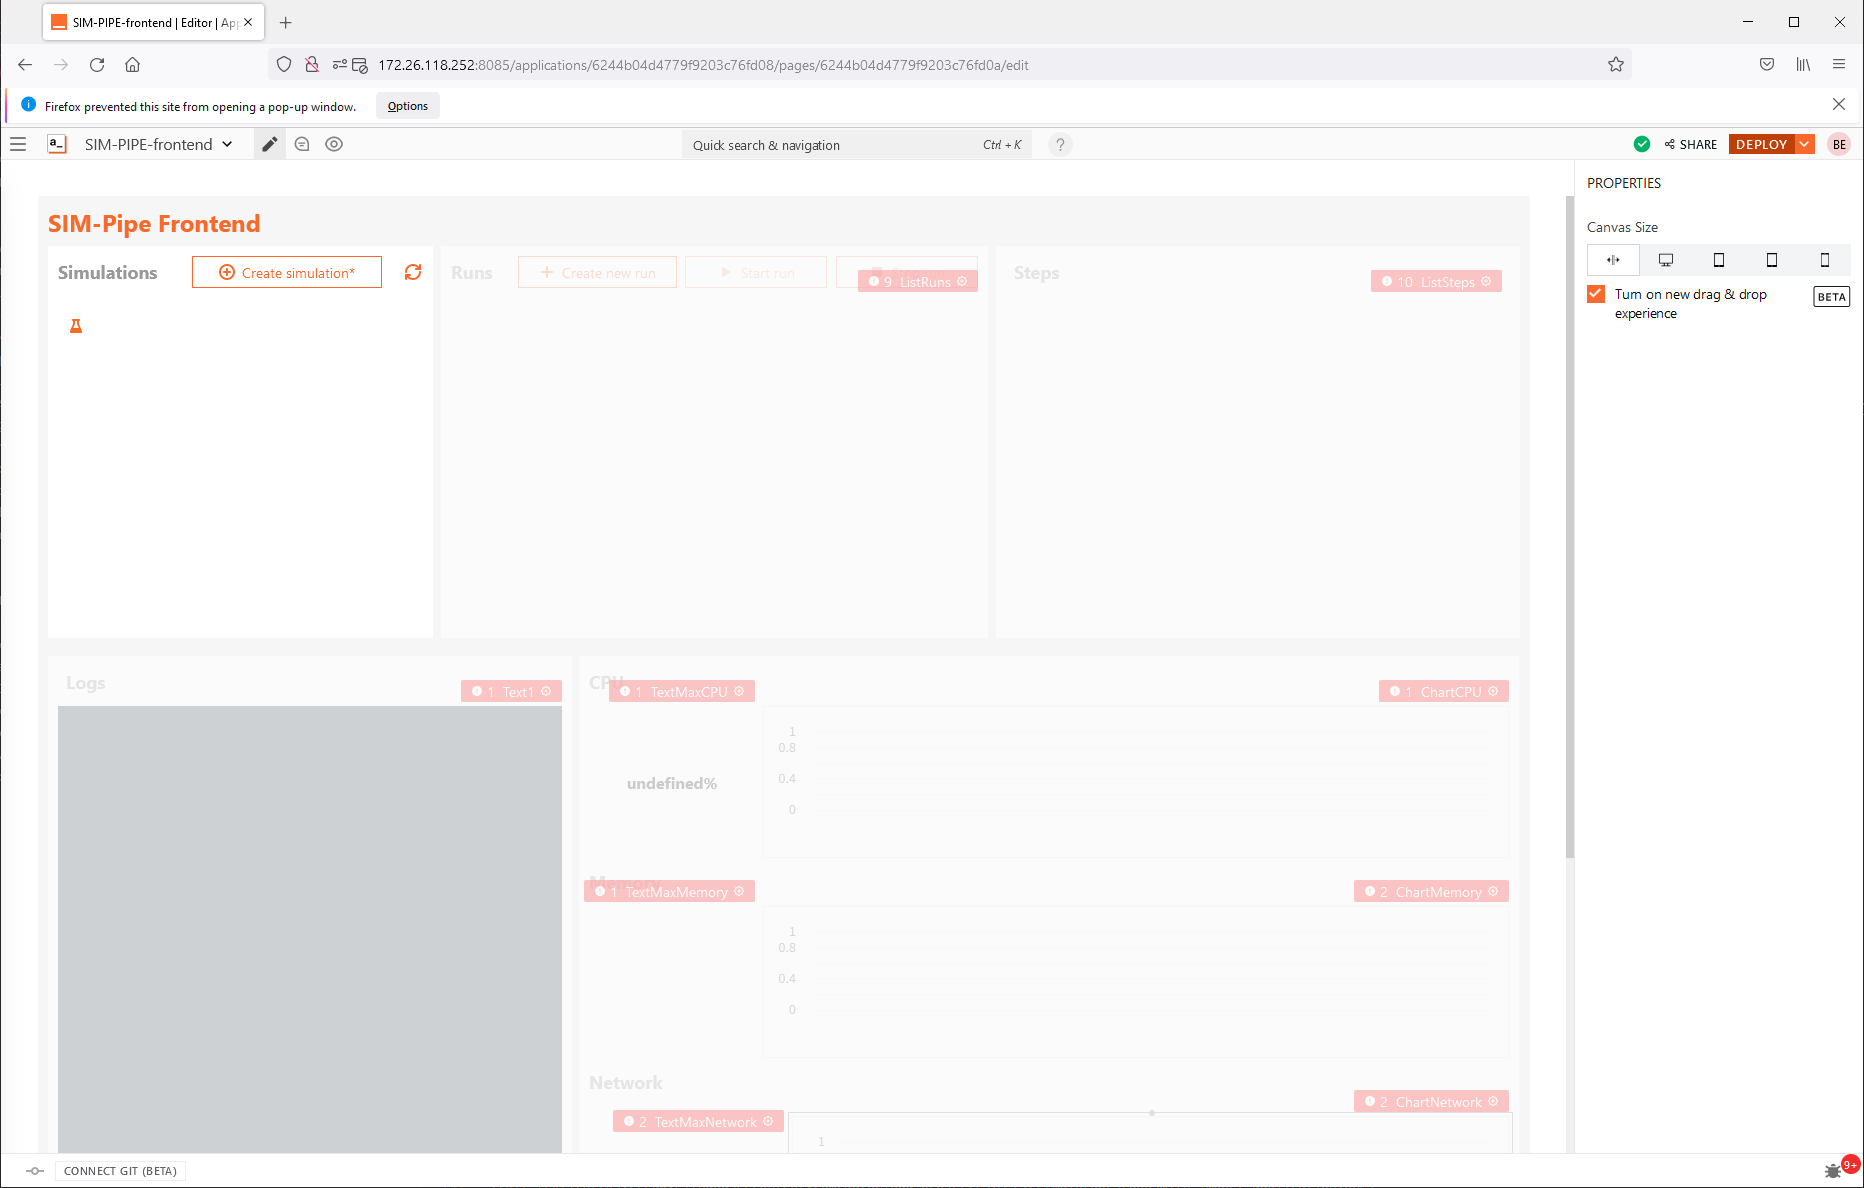 SIM-PIPE-frontend | Editor | App
172.26.118.252:8085/applications/6244b04d4779f9203c76fd08/pages/6244b04d4779f9203c76fd0a/edit
Firefox prevented this site from opening a pop-up window. Options
a_ SIM-PIPE-frontend Quick search & navigation Ctrl + K ? SHARE DEPLOY BE
PROPERTIES
Canvas Size
Turn on new drag & drop experience BETA
SIM-Pipe Frontend
Simulations Create simulation*
Runs Create new run Start run
9 ListRuns
Steps
10 ListSteps
Logs
1 Text1
CPU
1 TextMaxCPU
1 ChartCPU
1
0.8
0.4
0
undefined%
Memory
1 TextMaxMemory
2 ChartMemory
1
0.8
0.4
0
Network
2 ChartNetwork
2 TextMaxNetwork
1
CONNECT GIT (BETA)
9+